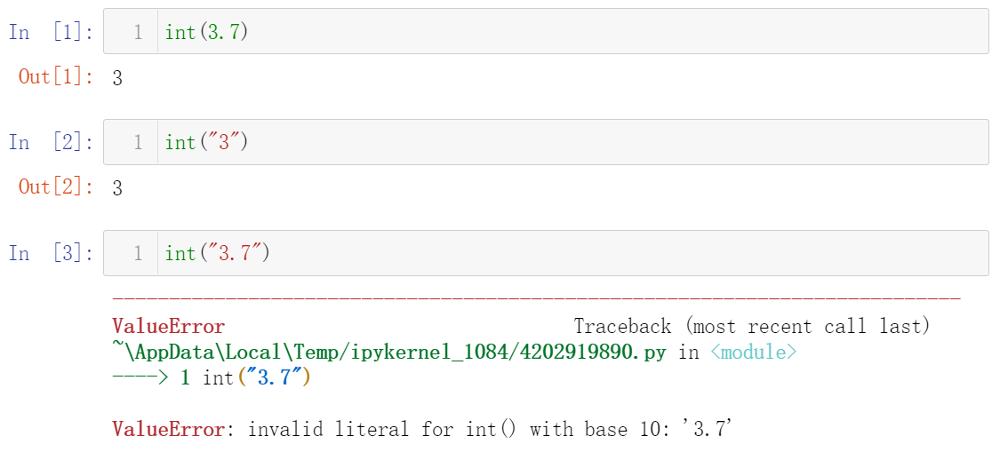 In [1]: 1 int(3.7)
Out[1]: 3
In [2]: 1 int("3")
Out[2]: 3
In [3]: 1 int("3.7")
---------------------------------------------------------------------------
ValueError Traceback (most recent call last)
~\AppData\Local\Temp/ipykernel_1084/4202919890.py in <module>
----> 1 int("3.7")
ValueError: invalid literal for int() with base 10: '3.7'